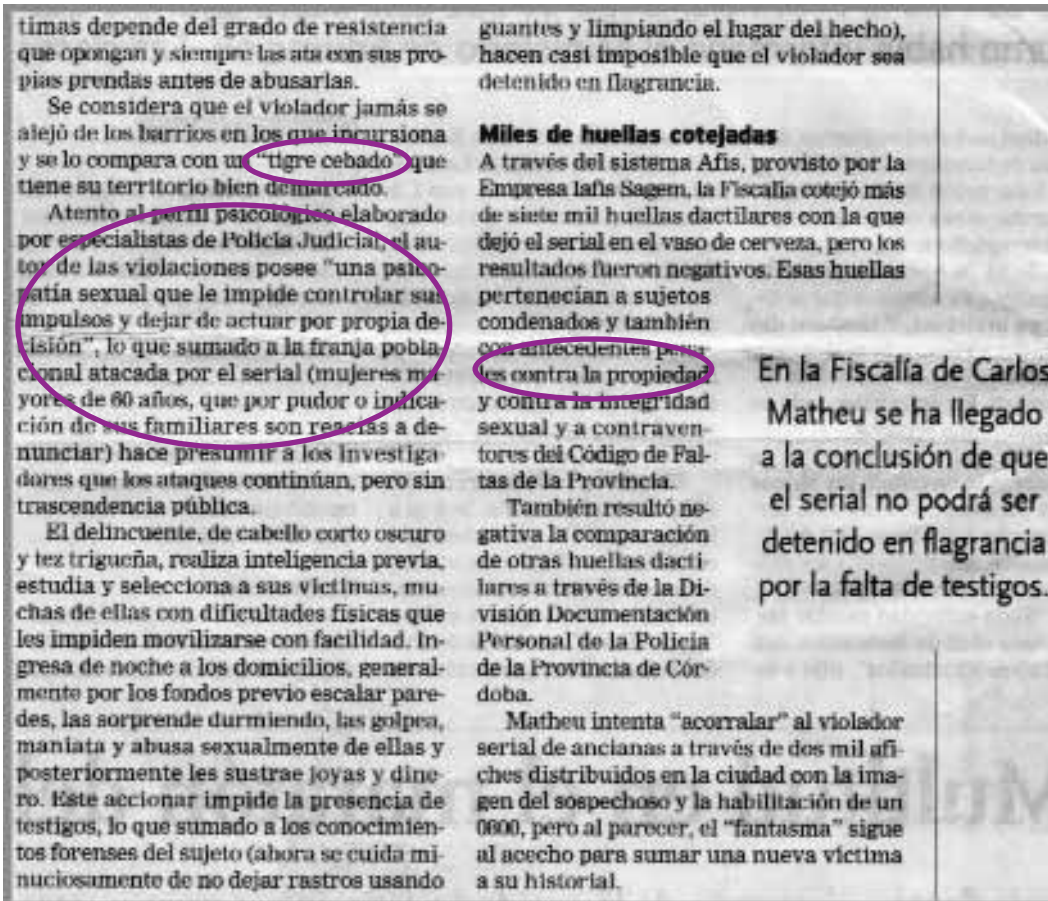 timas depende del grado de resistencia
que opongan y siempre las ata con sus pro-
pias prendas antes de abusarlas.
Se considera que el violador jamás se
alejó de los barrios en los que incursiona
y se lo compara con un "tigre cebado" que
tiene su territorio bien demarcado.
Atento al perfil psicológico elaborado
por especialistas de Policía Judicial, el au-
tor de las violaciones posee "una psico-
patía sexual que le impide controlar sus
impulsos y dejar de actuar por propia de-
cisión", lo que sumado a la franja pobla-
cional atacada por el serial (mujeres ma-
yores de 60 años, que por pudor o indica-
ción de sus familiares son reacias a de-
nunciar) hace presumir a los investiga-
dores que los ataques continúan, pero sin
trascendencia pública.
El delincuente, de cabello corto oscuro
y tez trigueña, realiza inteligencia previa,
estudia y selecciona a sus víctimas, mu-
chas de ellas con dificultades físicas que
les impiden movilizarse con facilidad. In-
gresa de noche a los domicilios, general-
mente por los fondos previo escalar pare-
des, las sorprende durmiendo, las golpea,
maniata y abusa sexualmente de ellas y
posteriormente les sustrae joyas y dine-
ro. Este accionar impide la presencia de
testigos, lo que sumado a los conocimien-
tos forenses del sujeto (ahora se cuida mi-
nuciosamente de no dejar rastros usando
guantes y limpiando el lugar del hecho),
hacen casi imposible que el violador sea
detenido en flagrancia.
Miles de huellas cotejadas
A través del sistema Afis, provisto por la
Empresa Iafis Sagem, la Fiscalía cotejó más
de siete mil huellas dactilares con la que
dejó el serial en el vaso de cerveza, pero los
resultados fueron negativos. Esas huellas
pertenecían a sujetos
condenados y también
con antecedentes pena-
les contra la propiedad
y contra la integridad
sexual y a contraven-
tores del Código de Fal-
tas de la Provincia.
También resultó ne-
gativa la comparación
de otras huellas dacti-
lares a través de la Di-
visión Documentación
Personal de la Policía
de la Provincia de Cór-
doba.
Matheu intenta "acorralar" al violador
serial de ancianas a través de dos mil afi-
ches distribuidos en la ciudad con la ima-
gen del sospechoso y la habilitación de un
0800, pero al parecer, el "fantasma" sigue
al acecho para sumar una nueva víctima
a su historial.
En la Fiscalía de Carlos
Matheu se ha llegado
a la conclusión de que
el serial no podrá ser
detenido en flagrancia
por la falta de testigos.